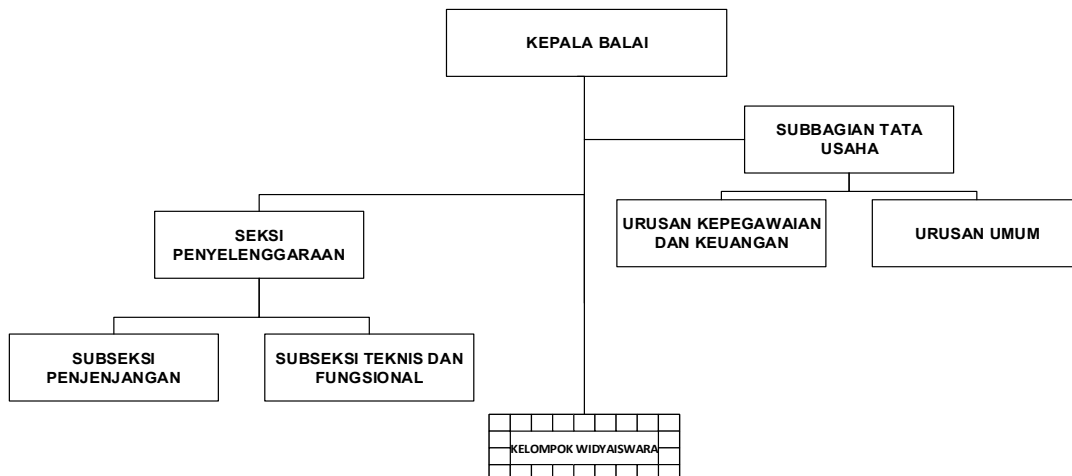 KEPALA BALAI
SUBBAGIAN TATA
USAHA
URUSAN KEPEGAWAIAN
DAN KEUANGAN
URUSAN UMUM
SEKSI
PENYELENGGARAAN
SUBSEKSI
PENJENJANGAN
SUBSEKSI TEKNIS DAN
FUNGSIONAL
KELOMPOK WIDYAISWARA